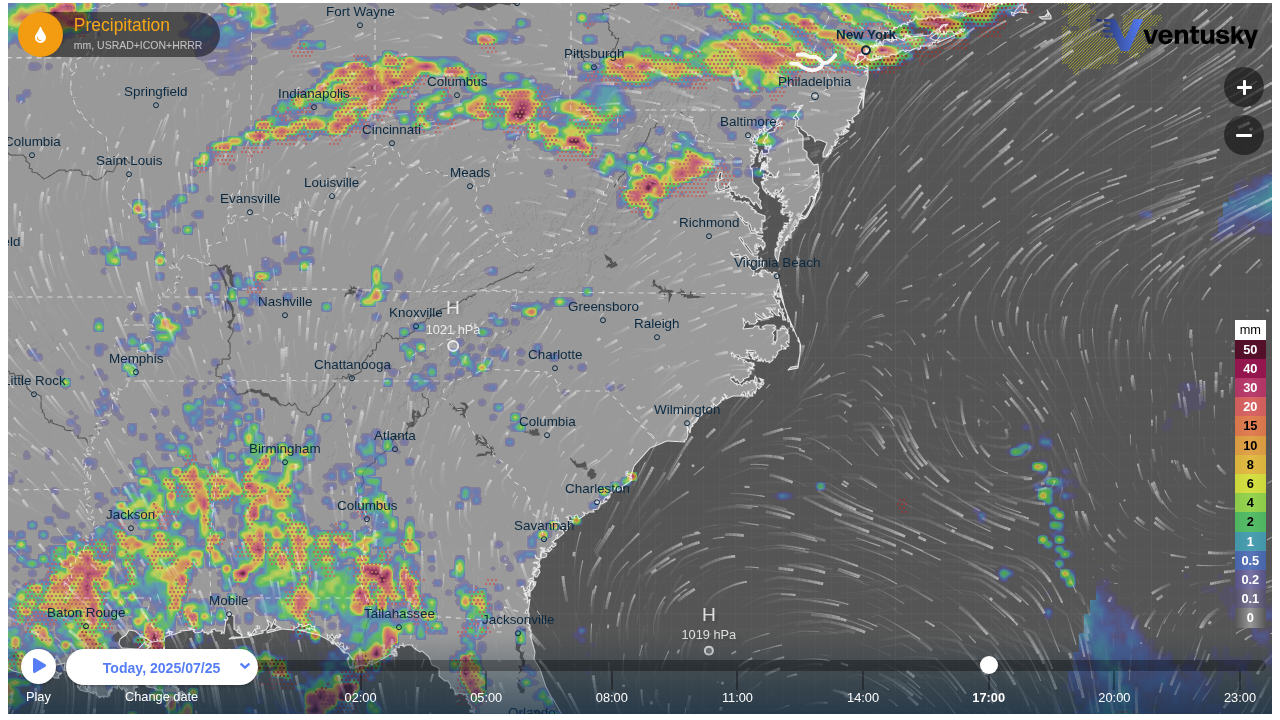 Precipitation
mm, USRAD+ICON+HRRR
Fort Wayne
New York
ventusky
Pittsburgh
Springfield
Indianapolis
Columbus
Philadelphia
+
Columbia
Cincinnati
Baltimore
−
Saint Louis
Evansville
Louisville
Meads
Richmond
eld
Virginia Beach
Nashville
Knoxville
H
1021 hPa
Greensboro
Raleigh
mm
50
40
30
20
15
10
8
6
4
2
1
0.5
0.2
0.1
0
Memphis
Chattanooga
Charlotte
Little Rock
Wilmington
Columbia
Atlanta
Birmingham
Charleston
Jackson
Columbus
Savannah
Baton Rouge
Mobile
Tallahassee
Jacksonville
H
1019 hPa
Today, 2025/07/25
Play
Change date
02:00
05:00
08:00
11:00
14:00
17:00
20:00
23:00
Orlando